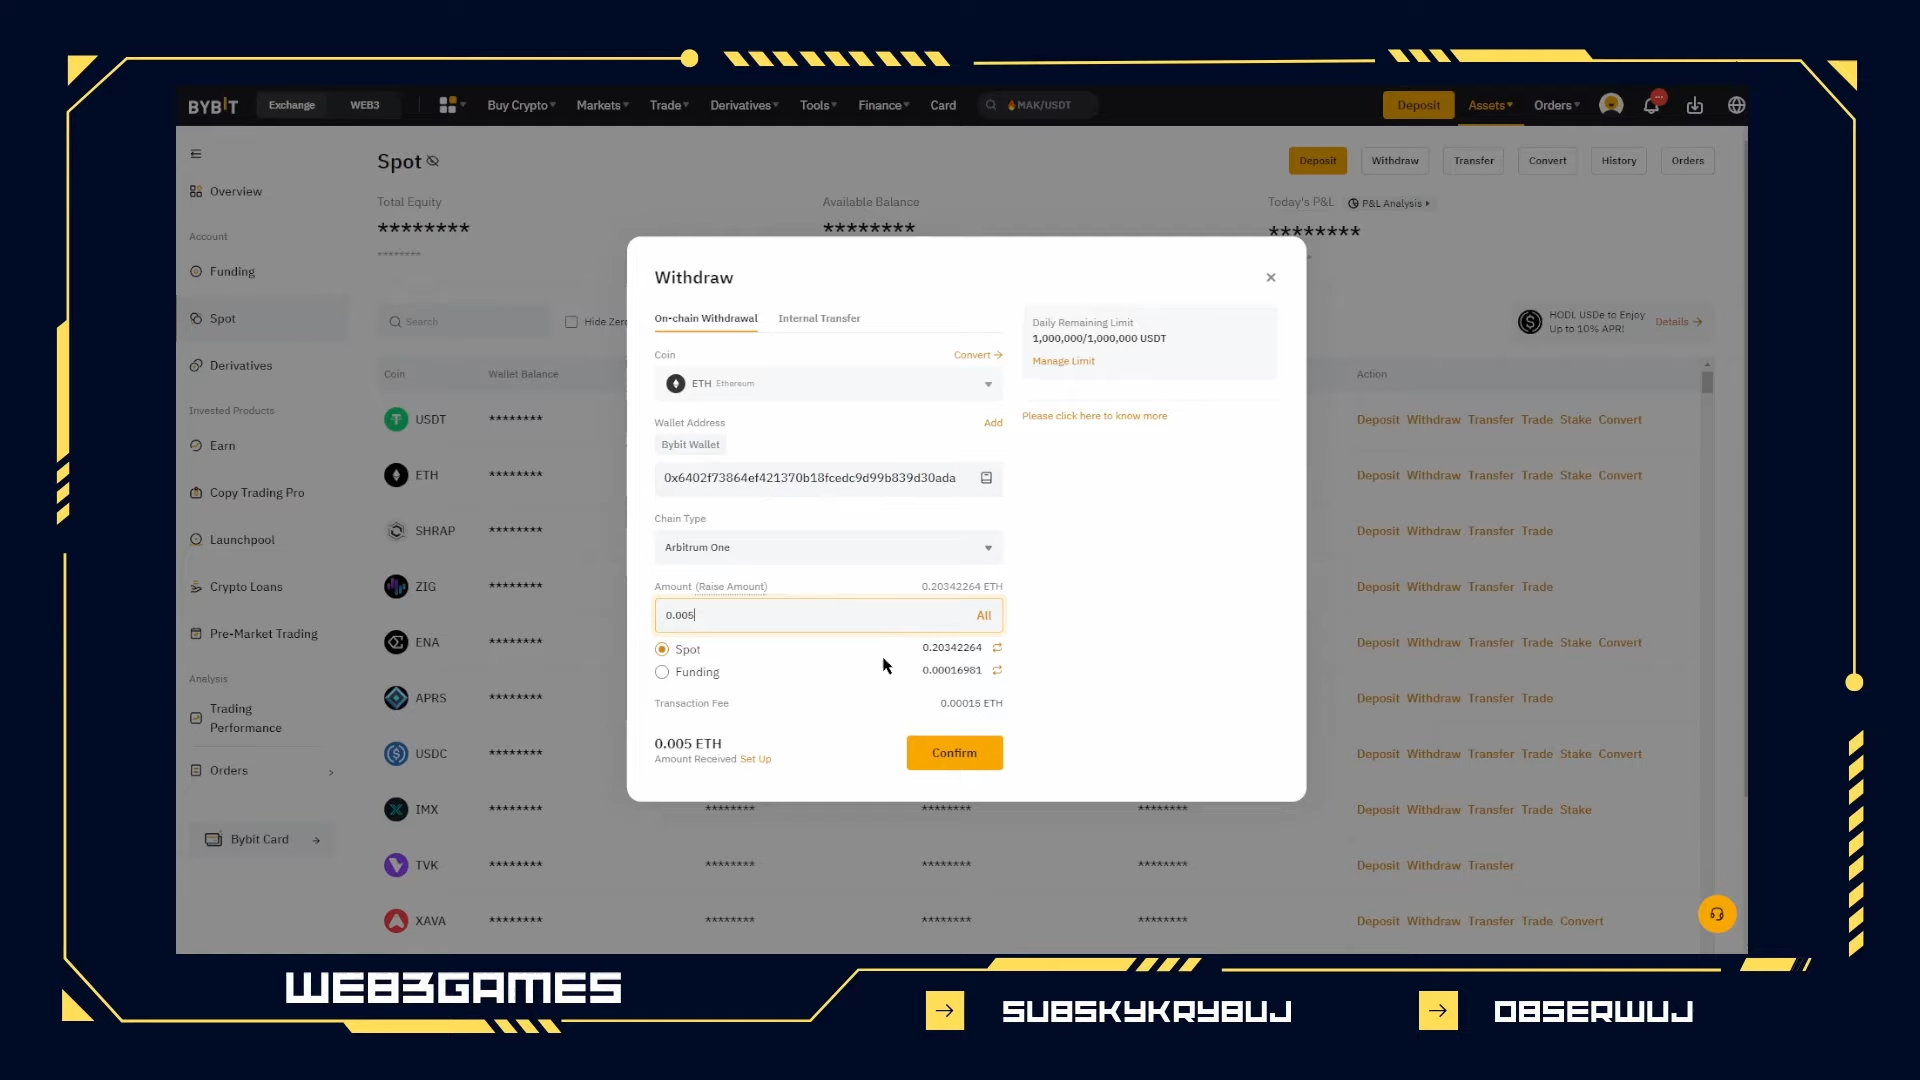 BYBIT
Exchange
WEB3
Buy Crypto
Markets
Trade
Derivatives
Tools
Finance
Card
MAK/USDT
Deposit
Assets
Orders
Overview
Account
Funding
Spot
Derivatives
Invested Products
Earn
Copy Trading Pro
Launchpool
Crypto Loans
Pre-Market Trading
Analysis
Trading
Performance
Orders
Bybit Card
Spot
Deposit
Withdraw
Transfer
Convert
History
Orders
Total Equity
Available Balance
Today's P&L
P&L Analysis
********
********
********
********
Search
Hide Zero
HODL USDe to Enjoy
Up to 10% APR!
Details
Coin
Wallet Balance
Action
USDT ******** Deposit Withdraw Transfer Trade Stake Convert
ETH ******** Deposit Withdraw Transfer Trade Stake Convert
SHRAP ******** Deposit Withdraw Transfer Trade
ZIG ******** Deposit Withdraw Transfer Trade
ENA ******** Deposit Withdraw Transfer Trade Stake Convert
APRS ******** Deposit Withdraw Transfer Trade
USDC ******** Deposit Withdraw Transfer Trade Stake Convert
IMX ******** ******** ******** ******** Deposit Withdraw Transfer Trade Stake
TVK ******** ******** ******** ******** Deposit Withdraw Transfer
XAVA ******** ******** ******** ******** Deposit Withdraw Transfer Trade Convert
Withdraw
On-chain Withdrawal
Internal Transfer
Coin
Convert
ETH Ethereum
Wallet Address
Add
Bybit Wallet
0x6402f73864ef421370b18fcedc9d99b839d30ada
Chain Type
Arbitrum One
Amount (Raise Amount)
0.20342264 ETH
0.005
All
Spot
0.20342264
Funding
0.00016981
Transaction Fee
0.00015 ETH
0.005 ETH
Amount Received Set Up
Confirm
Daily Remaining Limit
1,000,000/1,000,000 USDT
Manage Limit
Please click here to know more
WEB3GAMES
SUBSKYKRYBUJ
OBSERWUJ